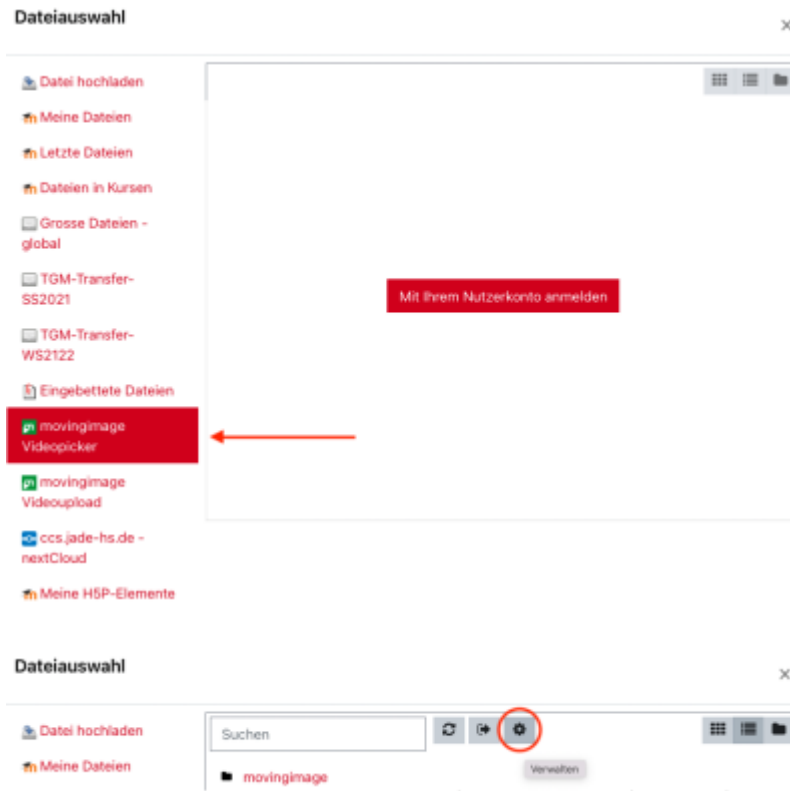 Dateiauswahl
Datei hochladen
Meine Dateien
Letzte Dateien
Dateien in Kursen
Grosse Dateien -
global
TGM-Transfer-
SS2021
TGM-Transfer-
WS2122
Eingebettete Dateien
movingimage
Videopicker
movingimage
Videoupload
ccs.jade-hs.de -
nextCloud
Meine H5P-Elemente
Mit Ihrem Nutzerkonto anmelden
Dateiauswahl
Datei hochladen
Meine Dateien
Suchen
Verwalten
movingimage